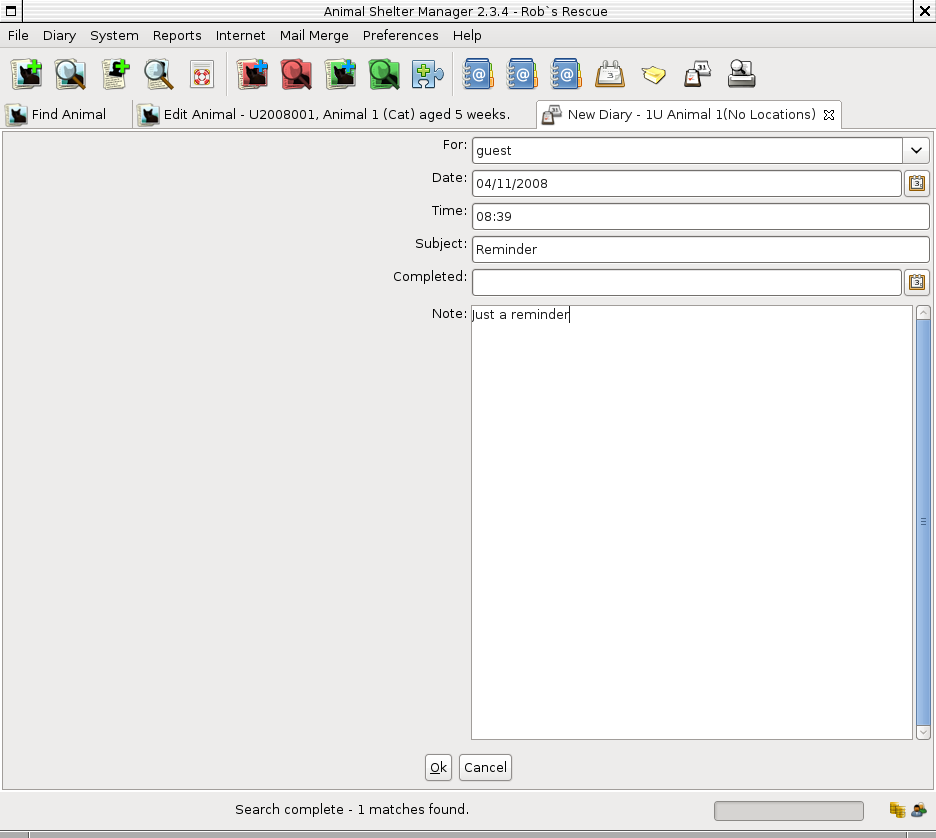 Animal Shelter Manager 2.3.4 - Rob`s Rescue
File Diary System Reports Internet Mail Merge Preferences Help
Find Animal Edit Animal - U2008001, Animal 1 (Cat) aged 5 weeks. New Diary - 1U Animal 1(No Locations)
For: guest
Date: 04/11/2008
Time: 08:39
Subject: Reminder
Completed:
Note: Just a reminder
Ok Cancel
Search complete - 1 matches found.